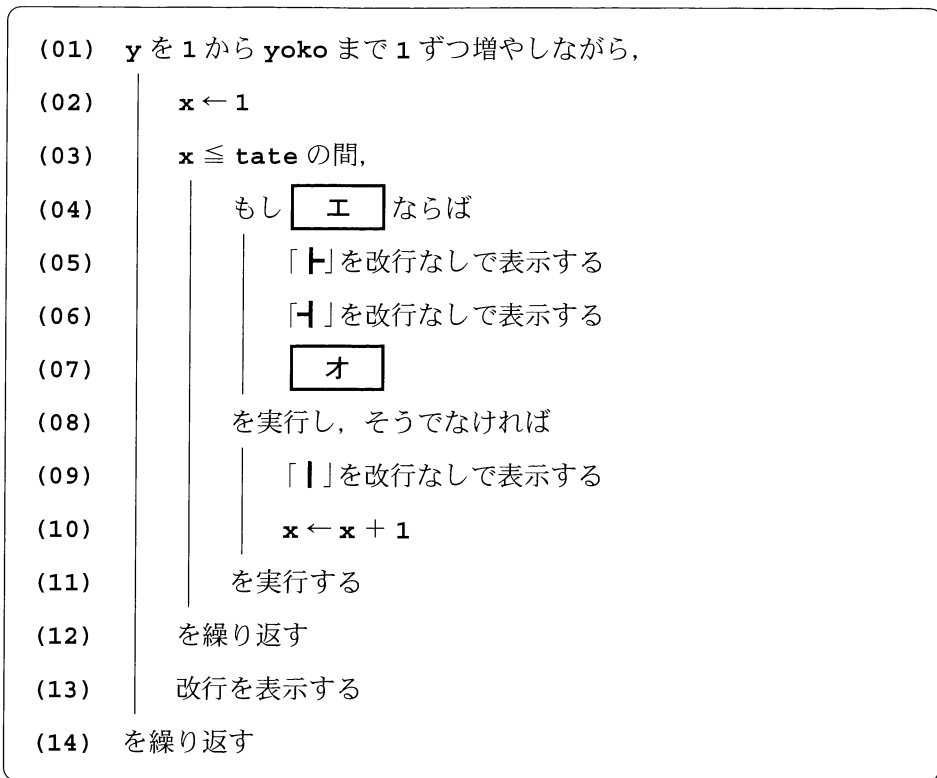 (01) y を 1 から yoko まで 1 ずつ増やしながら,
(02) x ← 1
(03) x ≦ tate の間,
(04) もし エ ならば
(05) 「┣」を改行なしで表示する
(06) 「┫」を改行なしで表示する
(07) オ
(08) を実行し，そうでなければ
(09) 「┃」を改行なしで表示する
(10) x ← x + 1
(11) を実行する
(12) を繰り返す
(13) 改行を表示する
(14) を繰り返す